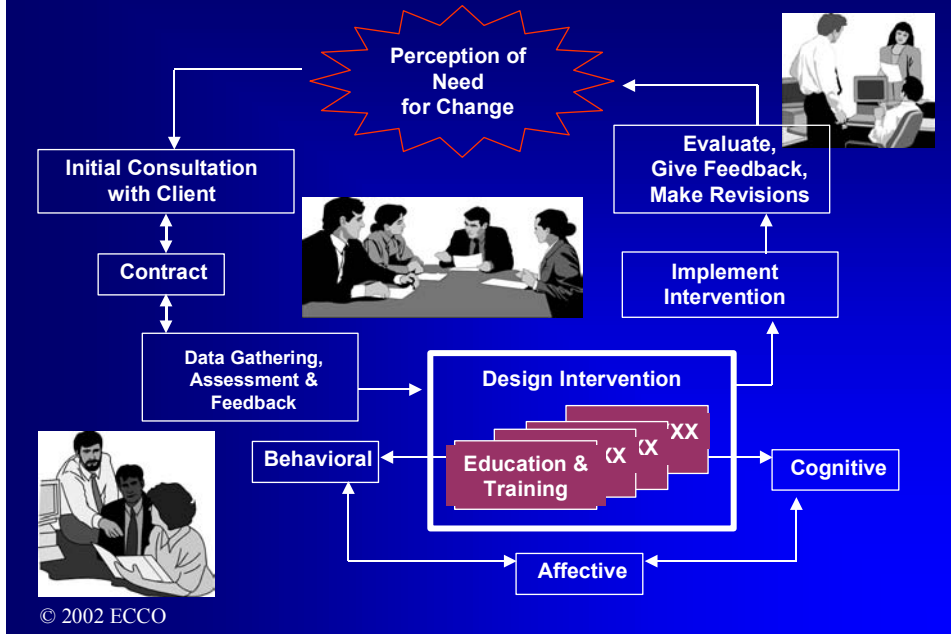 Perception of
Need
for Change
Initial Consultation
with Client
Evaluate,
Give Feedback,
Make Revisions
Contract
Implement
Intervention
Data Gathering,
Assessment &
Feedback
Design Intervention
XX
XX
XX
Education &
Training
Behavioral
Cognitive
Affective
© 2002 ECCO